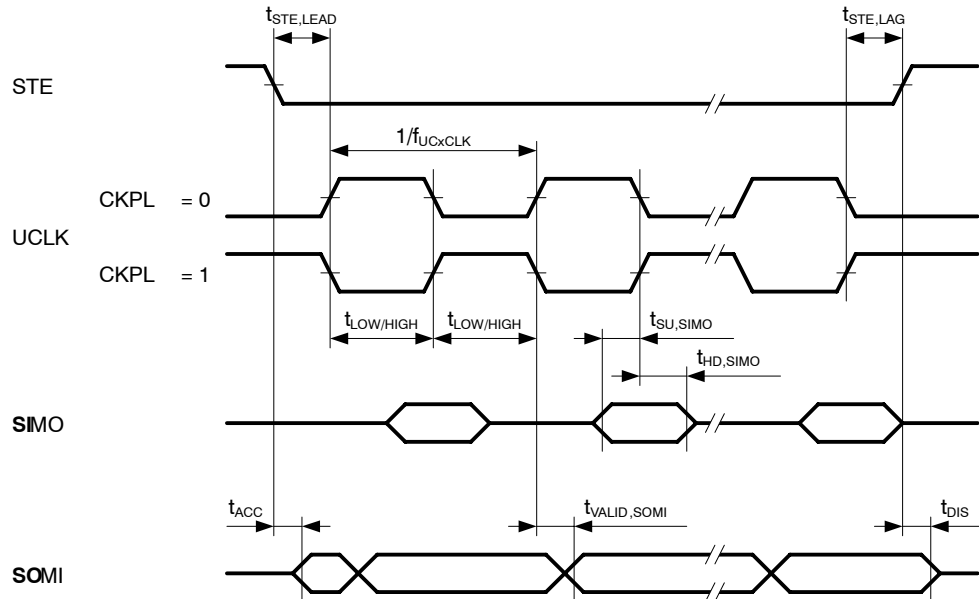 tSTE,LEAD
tSTE,LAG
STE
1/fUCxCLK
CKPL = 0
UCLK
CKPL = 1
tLOW/HIGH tLOW/HIGH
tSU,SIMO
tHD,SIMO
SIMO
tACC
tVALID,SOMI
tDIS
SOMI